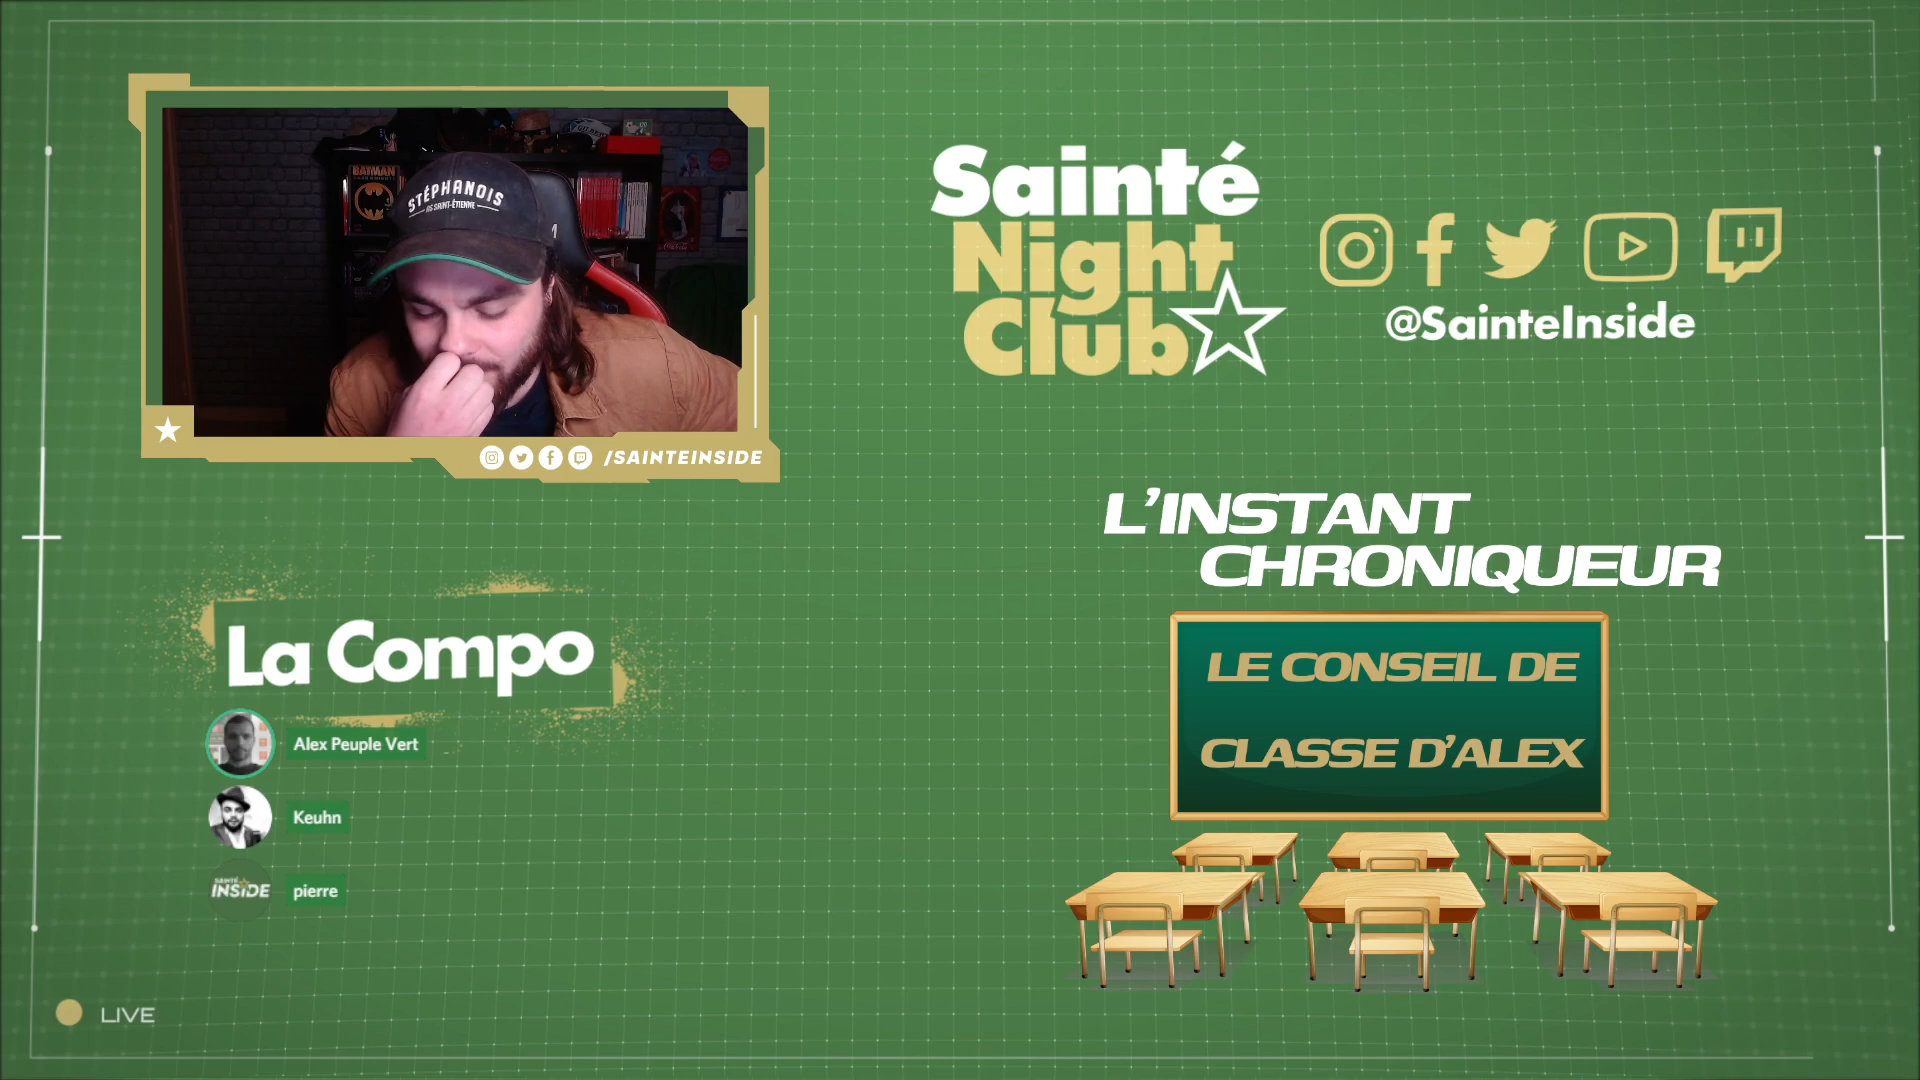 BATMAN
STÉPHANOIS
AS SAINT-ÉTIENNE
/SAINTEINSIDE
Sainté
Night
Club
@SainteInside
L'INSTANT
CHRONIQUEUR
LE CONSEIL DE
CLASSE D'ALEX
La Compo
Alex Peuple Vert
Keuhn
SAINTÉ
INSIDE
pierre
LIVE